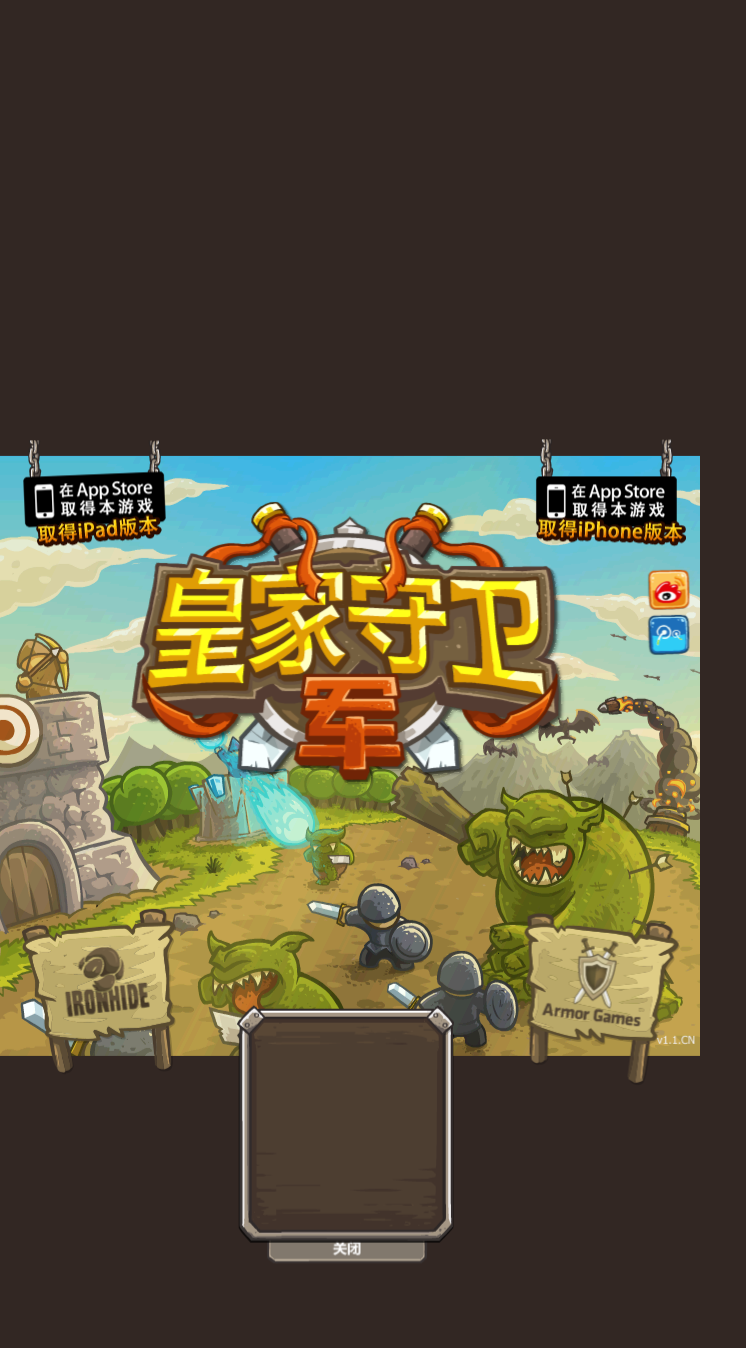 在 App Store
取得本游戏
取得iPad版本
在 App Store
取得本游戏
取得iPhone版本
皇家守卫
军
IRONHIDE
Armor Games
v1.1.CN
关闭